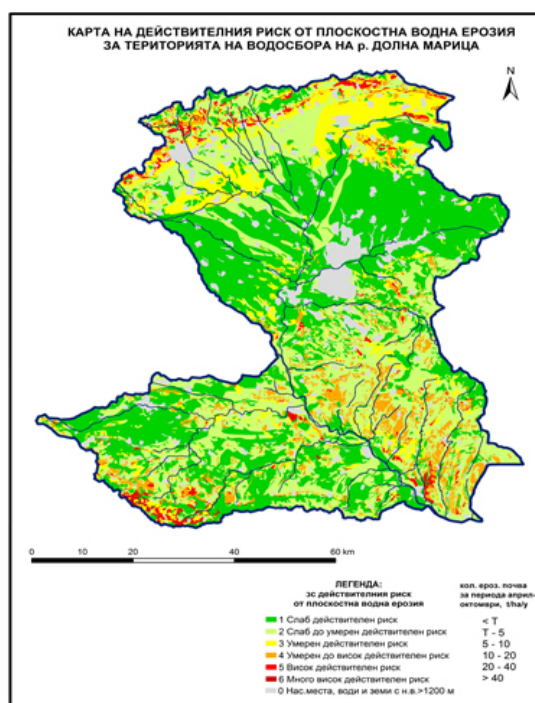 КАРТА НА ДЕЙСТВИТЕЛНИЯ РИСК ОТ ПЛОСКОСТНА ВОДНА ЕРОЗИЯ
ЗА ТЕРИТОРИЯТА НА ВОДОСБОРА НА р. ДОЛНА МАРИЦА
N
0 20 40 60 km
ЛЕГЕНДА:
зс действителния риск
от плоскостна водна ерозия
кол. ероз. почва
за периода април-
октомври, t/ha/y
1 Слаб действителен риск < T
2 Слаб до умерен действителен риск T - 5
3 Умерен действителен риск 5 - 10
4 Умерен до висок действителен риск 10 - 20
5 Висок действителен риск 20 - 40
6 Много висок действителен риск > 40
0 Нас.места, води и земи с н.в.>1200 м